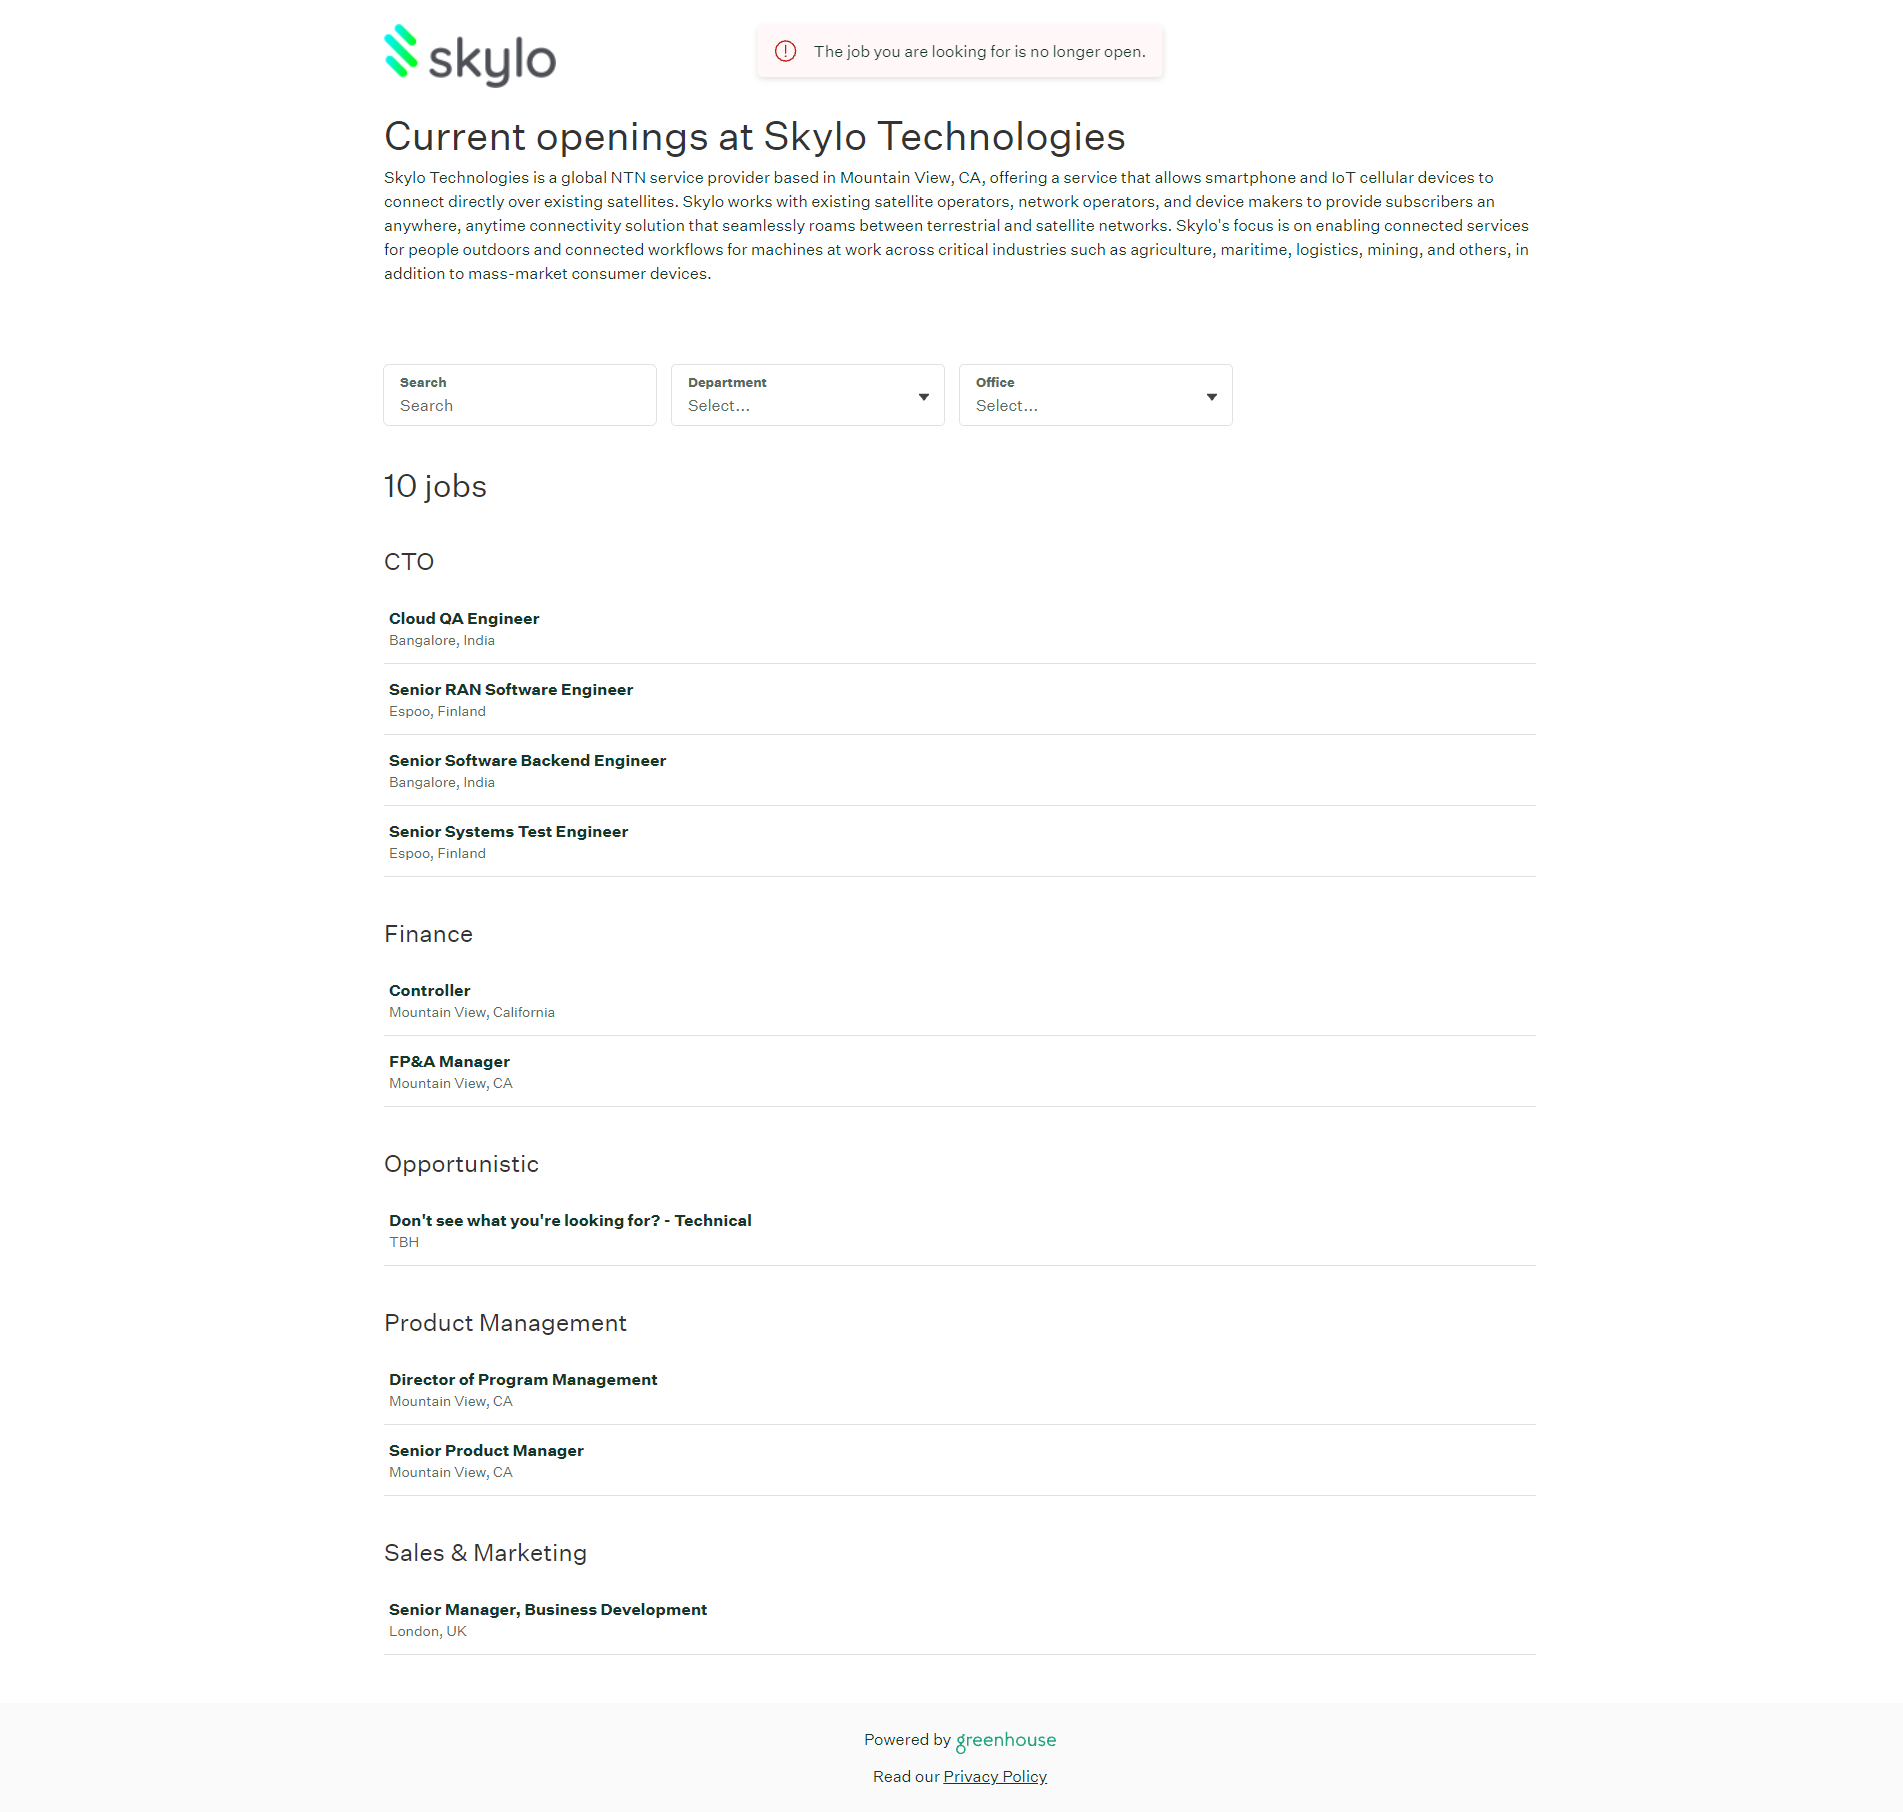 skylo
The job you are looking for is no longer open.
Current openings at Skylo Technologies
Skylo Technologies is a global NTN service provider based in Mountain View, CA, offering a service that allows smartphone and IoT cellular devices to
connect directly over existing satellites. Skylo works with existing satellite operators, network operators, and device makers to provide subscribers an
anywhere, anytime connectivity solution that seamlessly roams between terrestrial and satellite networks. Skylo's focus is on enabling connected services
for people outdoors and connected workflows for machines at work across critical industries such as agriculture, maritime, logistics, mining, and others, in
addition to mass-market consumer devices.
Search
Search
Department
Select...
Office
Select...
10 jobs
CTO
Cloud QA Engineer
Bangalore, India
Senior RAN Software Engineer
Espoo, Finland
Senior Software Backend Engineer
Bangalore, India
Senior Systems Test Engineer
Espoo, Finland
Finance
Controller
Mountain View, California
FP&A Manager
Mountain View, CA
Opportunistic
Don't see what you're looking for? - Technical
TBH
Product Management
Director of Program Management
Mountain View, CA
Senior Product Manager
Mountain View, CA
Sales & Marketing
Senior Manager, Business Development
London, UK
Powered by greenhouse
Read our Privacy Policy